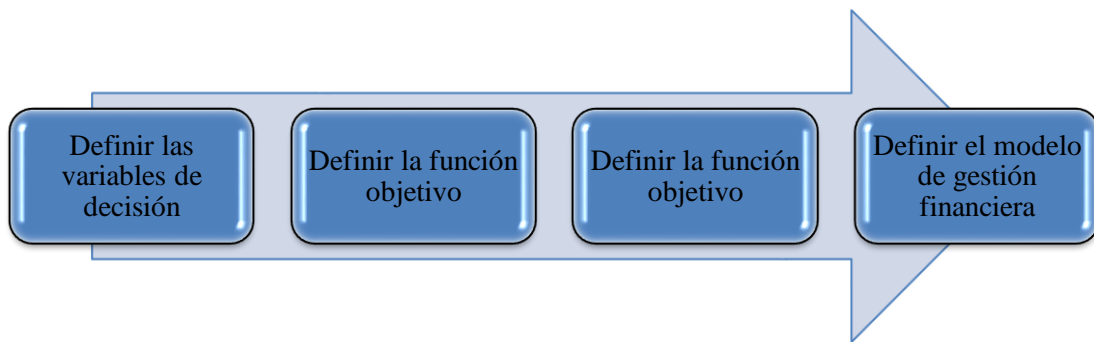 Definir las
variables de
decisión
Definir la función
objetivo
Definir la función
objetivo
Definir el modelo
de gestión
financiera